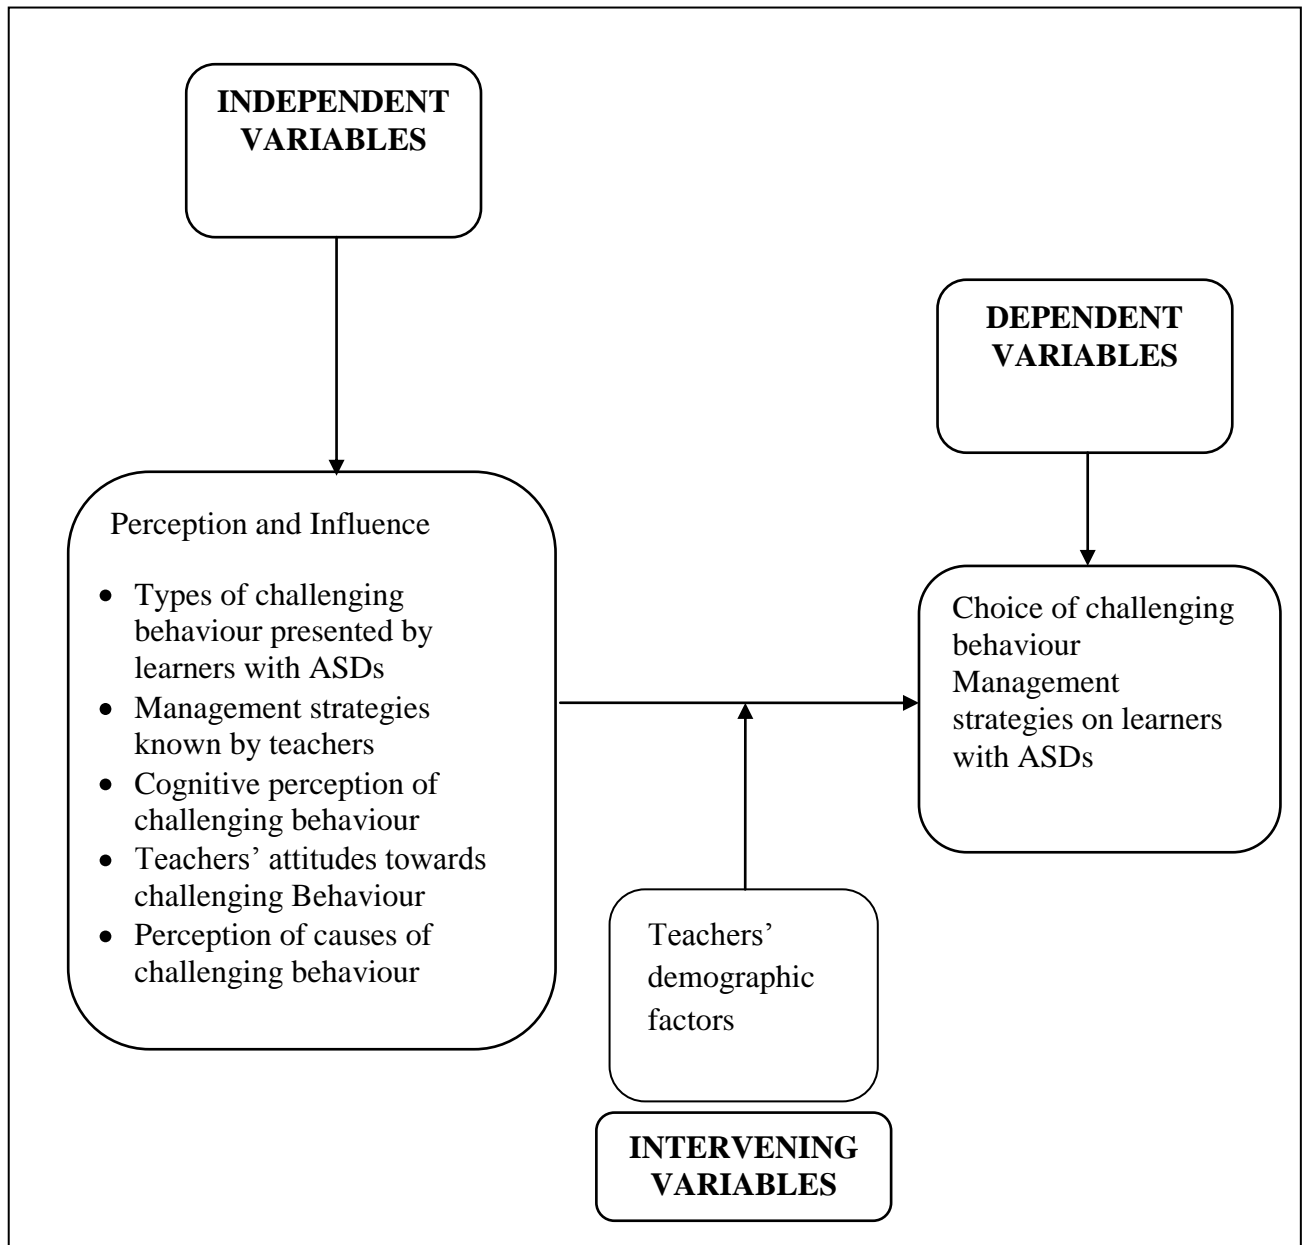 INDEPENDENT
VARIABLES
DEPENDENT
VARIABLES
Perception and Influence
• Types of challenging
behaviour presented by
learners with ASDs
• Management strategies
known by teachers
• Cognitive perception of
challenging behaviour
• Teachers’ attitudes towards
challenging Behaviour
• Perception of causes of
challenging behaviour
Choice of challenging
behaviour
Management
strategies on learners
with ASDs
Teachers’
demographic
factors
INTERVENING
VARIABLES